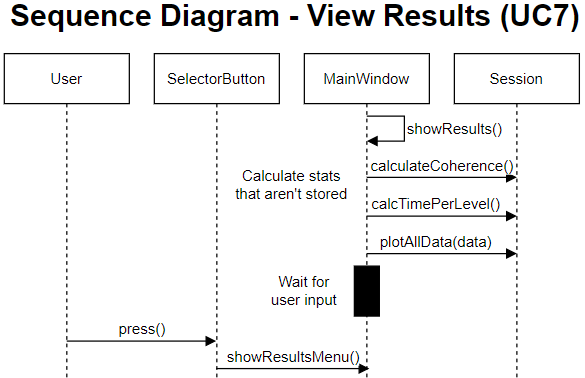 Sequence Diagram - View Results (UC7)
User
SelectorButton
MainWindow
Session
showResults()
Calculate stats
that aren't stored
calculateCoherence()
calcTimePerLevel()
plotAllData(data)
Wait for
user input
press()
showResultsMenu()